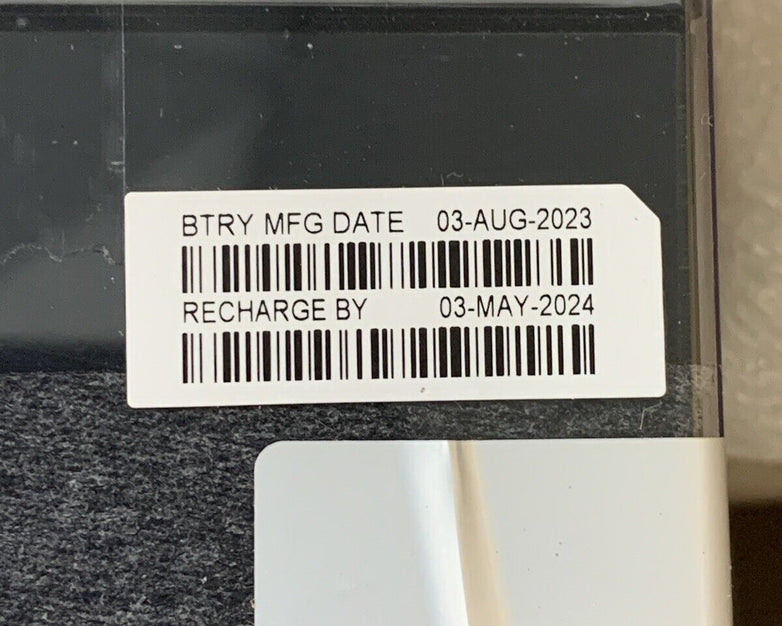 BTRY MFG DATE 03-AUG-2023
RECHARGE BY 03-MAY-2024